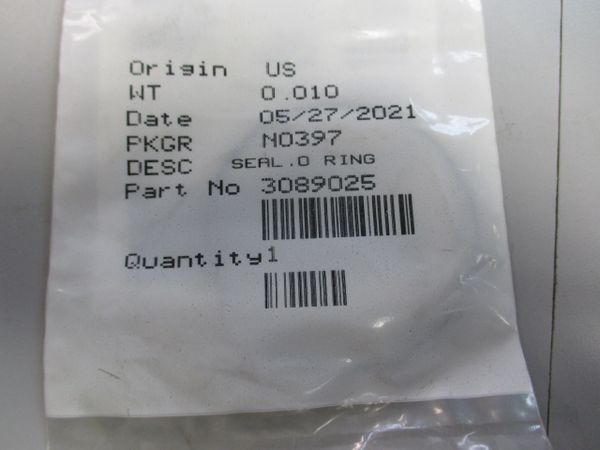 Origin US
WT 0.010
Date 05/27/2021
PKGR N0397
DESC SEAL.O RING
Part No 3089025
Quantity1